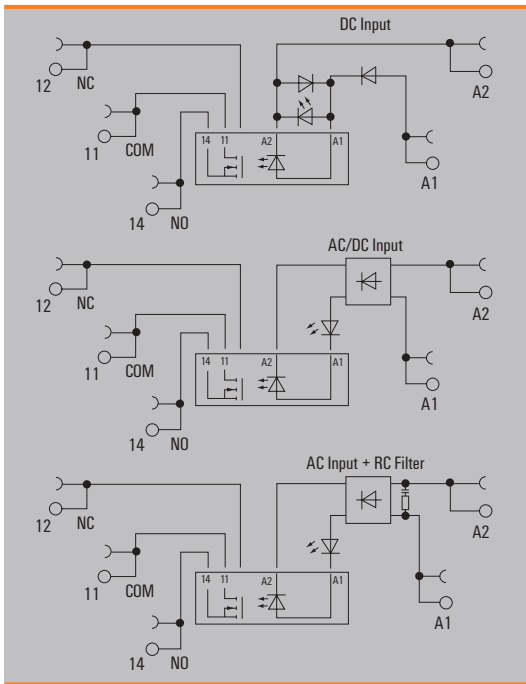 DC Input
12 NC
A2
11 COM
14 11 A2 A1
A1
14 NO
AC/DC Input
12 NC
A2
11 COM
14 11 A2 A1
A1
14 NO
AC Input + RC Filter
12 NC
A2
11 COM
14 11 A2 A1
A1
14 NO